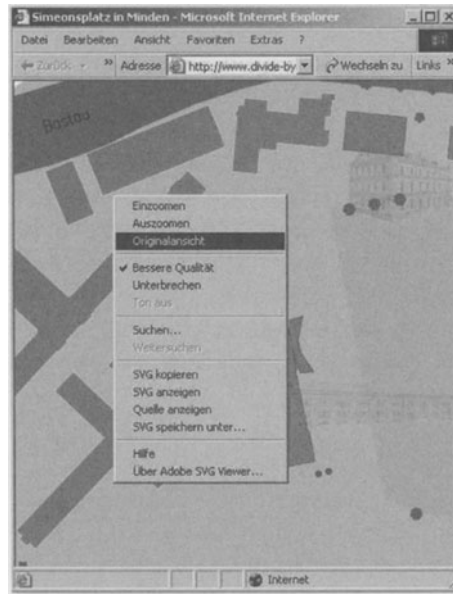 Simeonsplatz in Minden - Microsoft Internet Explorer
Datei Bearbeiten Ansicht Favoriten Extras ?
Zurück Adresse http://www.divide-by Wechseln zu Links
Bastau
Einzoomen
Auszoomen
Originalansicht
Bessere Qualität
Unterbrechen
Ton aus
Suchen...
Weitersuchen
SVG kopieren
SVG anzeigen
Quelle anzeigen
SVG speichern unter...
Hilfe
Über Adobe SVG Viewer...
Internet